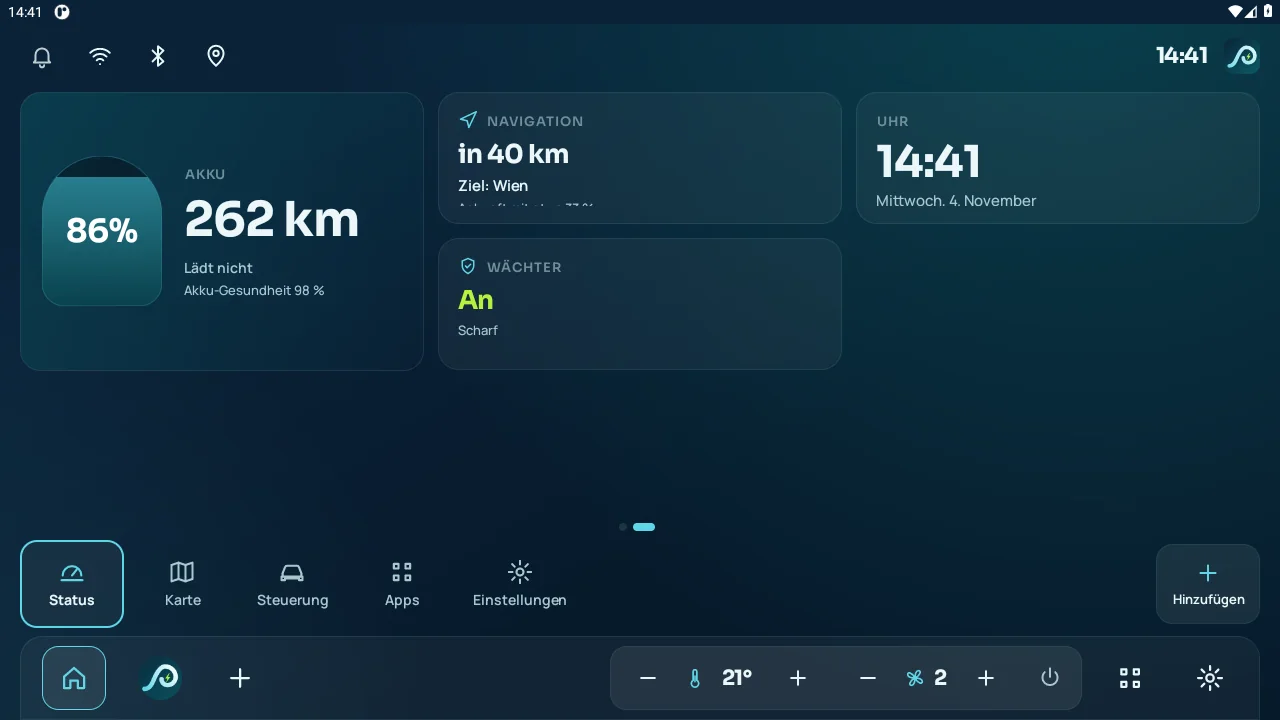 14:41
14:41
AKKU
86%
262 km
Lädt nicht
Akku-Gesundheit 98 %
NAVIGATION
in 40 km
Ziel: Wien
UHR
14:41
Mittwoch, 4. November
WÄCHTER
An
Scharf
Status
Karte
Steuerung
Apps
Einstellungen
Hinzufügen
21°
2